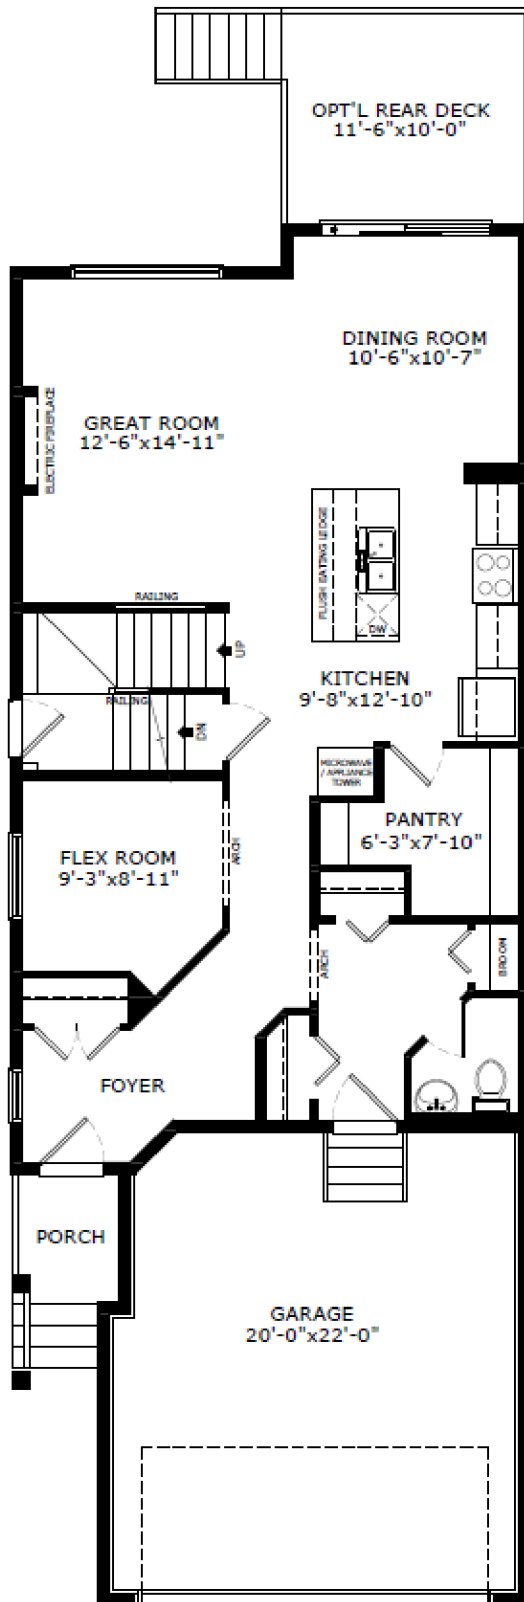 OPT'L REAR DECK
11'-6"x10'-0"
DINING ROOM
10'-6"x10'-7"
GREAT ROOM
12'-6"x14'-11"
ELECTRIC FIREPLACE
FLUSH EATING LEDGE
DW
RAILING
UP
KITCHEN
9'-8"x12'-10"
RAILING
DN
MICROWAVE
/ APPLIANCE
TOWER
PANTRY
6'-3"x7'-10"
FLEX ROOM
9'-3"x8'-11"
ARCH
ARCH
BROOM
FOYER
PORCH
GARAGE
20'-0"x22'-0"